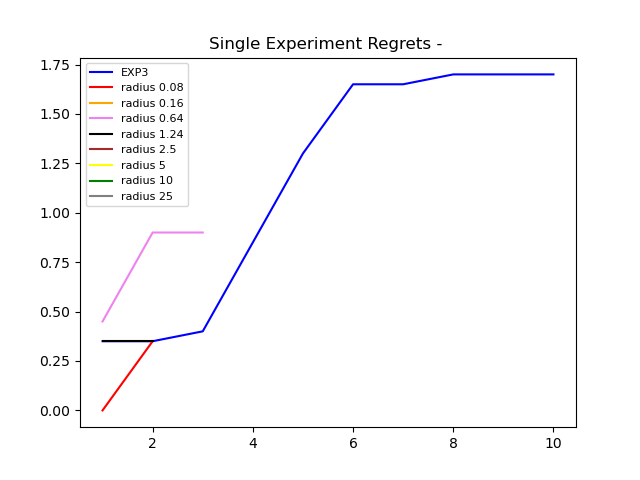 Single Experiment Regrets -
1.75
1.50
1.25
1.00
0.75
0.50
0.25
0.00
EXP3
radius 0.08
radius 0.16
radius 0.64
radius 1.24
radius 2.5
radius 5
radius 10
radius 25
2 4 6 8 10